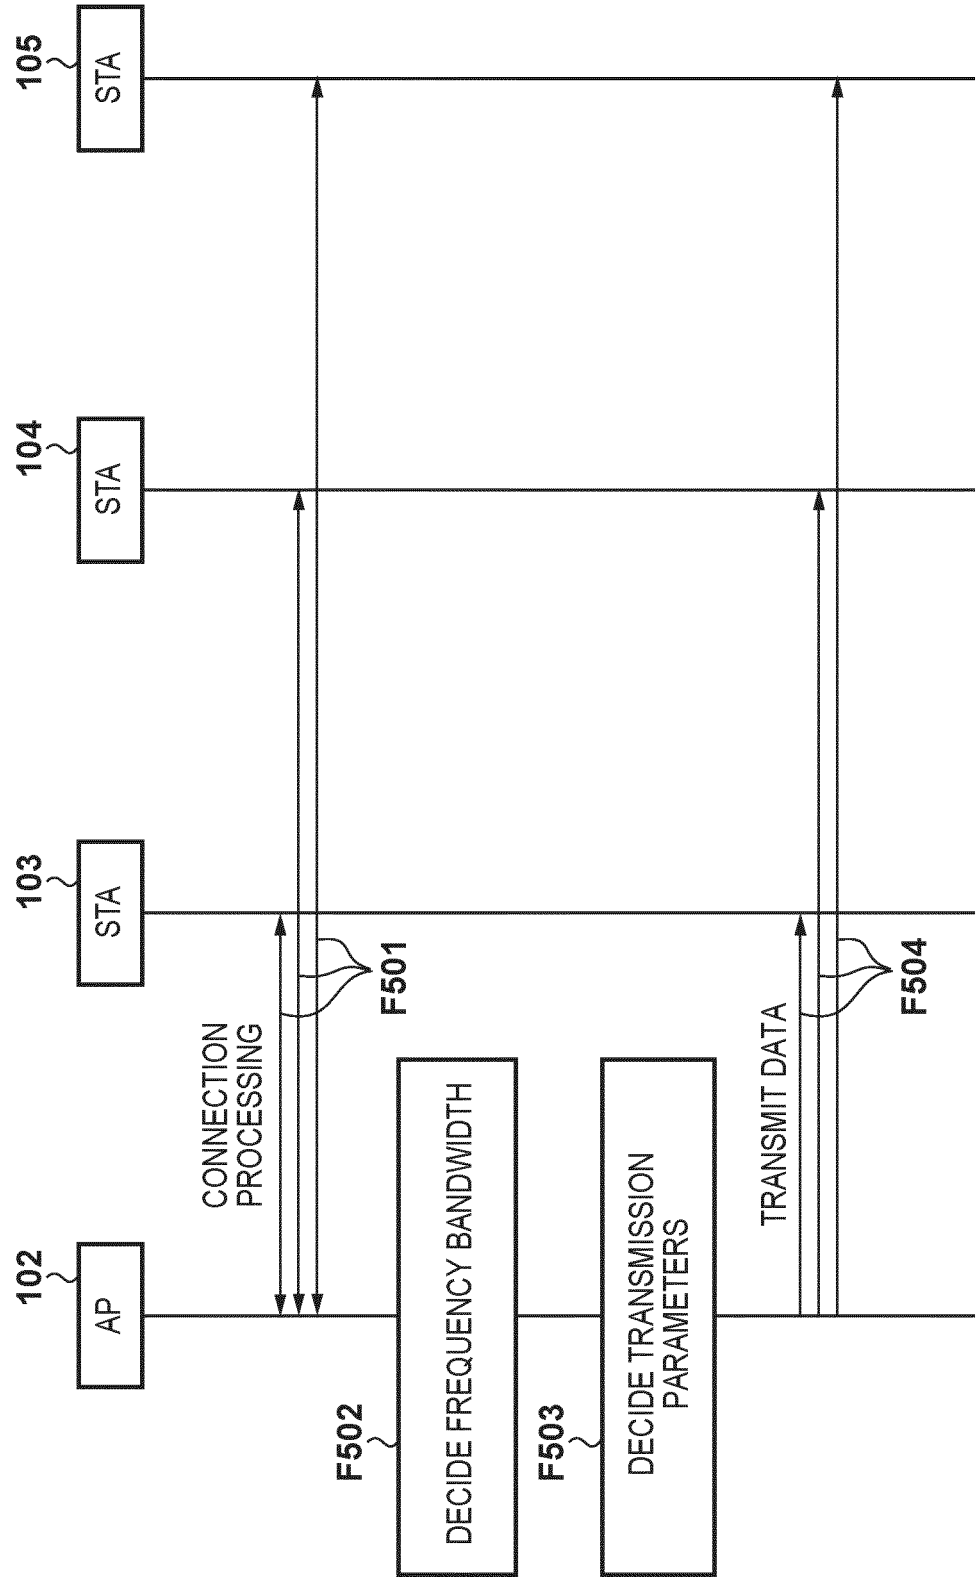 102
AP
103
STA
104
STA
105
STA
CONNECTION
PROCESSING
F501
F502
DECIDE FREQUENCY BANDWIDTH
F503
DECIDE TRANSMISSION
PARAMETERS
TRANSMIT DATA
F504